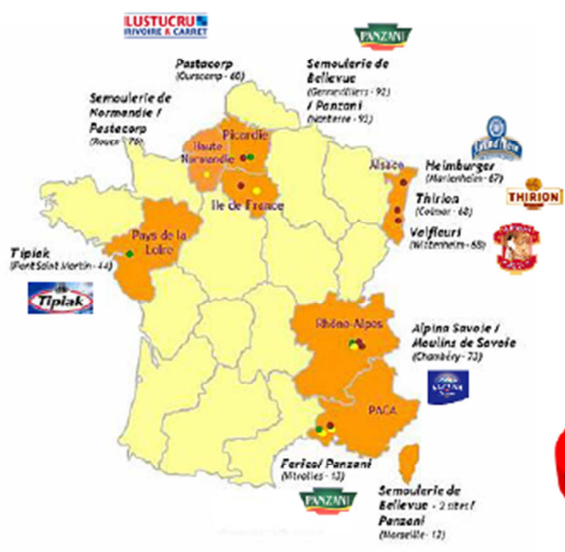 LUSTUCRU
RIVOIRE & CARRET
PANZANI
Pastacorp
(Ourscamp - 60)
Semoulerie de
Bellevue
(Gennevilliers - 92)
/ Panzani
(Nanterre - 92)
Semoulerie de
Normandie /
Pastacorp
(Rouen - 76)
Picardie
Haute
Normandie
Ile de France
Alsace
Heimburger
(Marlenheim - 67)
Grand'Mère
Thirion
(Colmar - 68)
THIRION
Valfleuri
(Wittenheim - 68)
Pays de la
Loire
Tipiak
(Pont Saint Martin - 44)
Tipiak
Rhône-Alpes
Alpina Savoie /
Moulins de Savoie
(Chambéry - 73)
PACA
Ferico/ Panzani
(Vitrolles - 13)
PANZANI
Semoulerie de
Bellevue - 2 sites /
Panzani
(Marseille - 13)